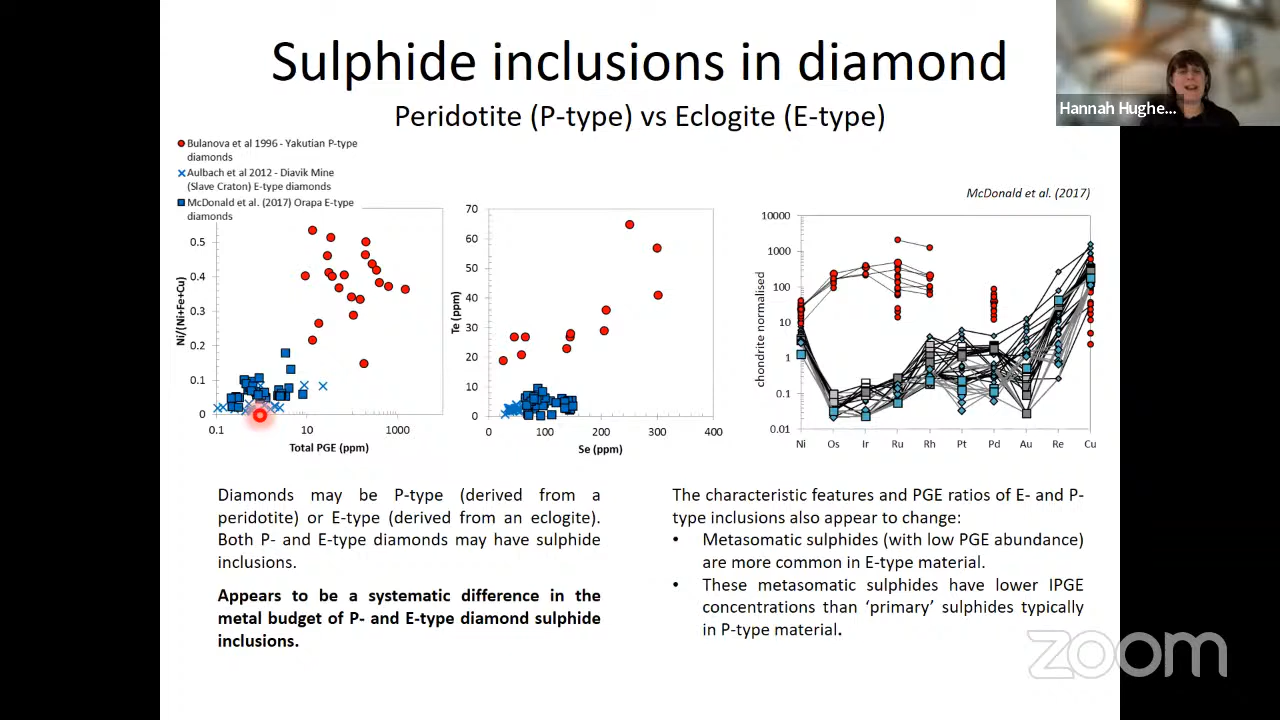 Sulphide inclusions in diamond
Peridotite (P-type) vs Eclogite (E-type)
Hannah Hughe...
Bulanova et al 1996 - Yakutian P-type
diamonds
Aulbach et al 2012 - Diavik Mine
(Slave Craton) E-type diamonds
McDonald et al. (2017) Orapa E-type
diamonds
Ni/(Ni+Fe+Cu)
0.5
0.4
0.3
0.2
0.1
0
0.1
10
1000
Total PGE (ppm)
Te (ppm)
70
60
50
40
30
20
10
0
0
100
200
300
400
Se (ppm)
McDonald et al. (2017)
chondrite normalised
10000
1000
100
10
1
0.1
0.01
Ni Os Ir Ru Rh Pt Pd Au Re Cu
Diamonds may be P-type (derived from a
peridotite) or E-type (derived from an eclogite).
Both P- and E-type diamonds may have sulphide
inclusions.
Appears to be a systematic difference in the
metal budget of P- and E-type diamond sulphide
inclusions.
The characteristic features and PGE ratios of E- and P-
type inclusions also appear to change:
• Metasomatic sulphides (with low PGE abundance)
are more common in E-type material.
• These metasomatic sulphides have lower IPGE
concentrations than ‘primary’ sulphides typically
in P-type material.
zoom